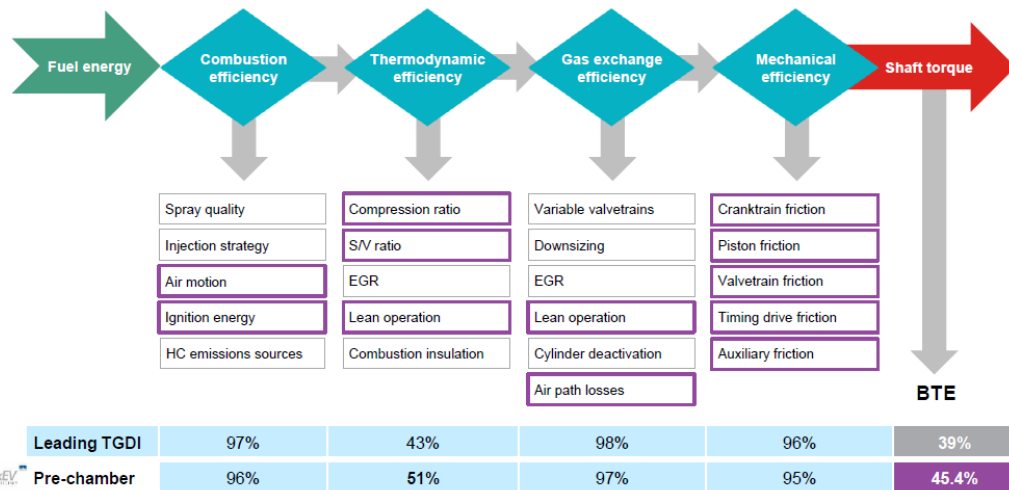 Fuel energy
Combustion
efficiency
Thermodynamic
efficiency
Gas exchange
efficiency
Mechanical
efficiency
Shaft torque
Spray quality
Injection strategy
Air motion
Ignition energy
HC emissions sources
Compression ratio
S/V ratio
EGR
Lean operation
Combustion insulation
Variable valvetrains
Downsizing
EGR
Lean operation
Cylinder deactivation
Air path losses
Cranktrain friction
Piston friction
Valvetrain friction
Timing drive friction
Auxiliary friction
BTE
Leading TGDI 97% 43% 98% 96% 39%
Pre-chamber 96% 51% 97% 95% 45.4%